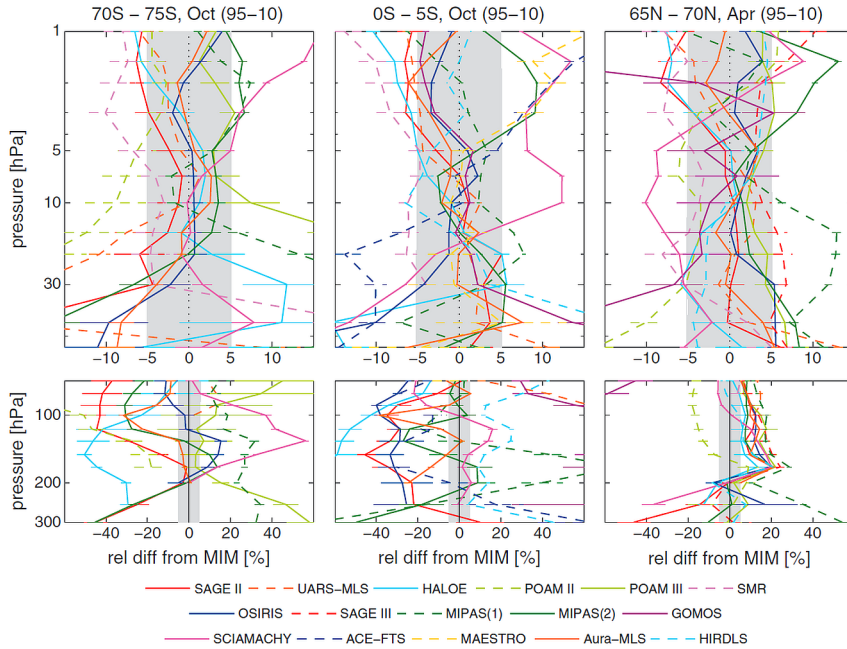 70S − 75S, Oct (95−10) 0S − 5S, Oct (95−10) 65N − 70N, Apr (95−10)
pressure [hPa]
1
5
10
30
−10 −5 0 5 10 −10 −5 0 5 10 −10 −5 0 5 10
pressure [hPa]
100
200
300
−40 −20 0 20 40 −40 −20 0 20 40 −40 −20 0 20 40
rel diff from MIM [%] rel diff from MIM [%] rel diff from MIM [%]
SAGE II UARS−MLS HALOE POAM II POAM III SMR
OSIRIS SAGE III MIPAS(1) MIPAS(2) GOMOS
SCIAMACHY ACE−FTS MAESTRO Aura−MLS HIRDLS